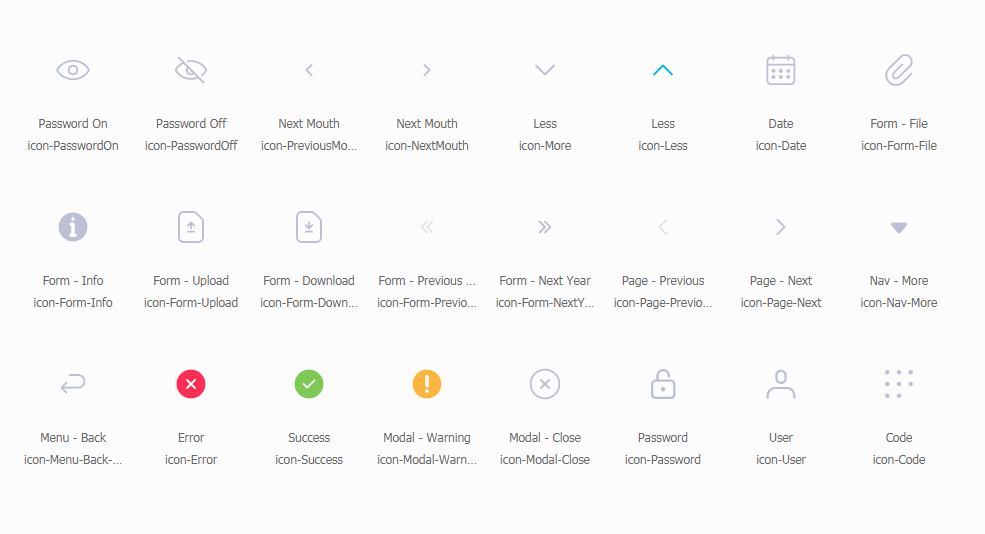 Password On
Password Off
Next Mouth
Next Mouth
Less
Less
Date
Form - File
icon-PasswordOn
icon-PasswordOff
icon-PreviousMo...
icon-NextMouth
icon-More
icon-Less
icon-Date
icon-Form-File
Form - Info
Form - Upload
Form - Download
Form - Previous ...
Form - Next Year
Page - Previous
Page - Next
Nav - More
icon-Form-Info
icon-Form-Upload
icon-Form-Down...
icon-Form-Previo...
icon-Form-NextY...
icon-Page-Previo...
icon-Page-Next
icon-Nav-More
Menu - Back
Error
Success
Modal - Warning
Modal - Close
Password
User
Code
icon-Menu-Back-...
icon-Error
icon-Success
icon-Modal-Warn...
icon-Modal-Close
icon-Password
icon-User
icon-Code